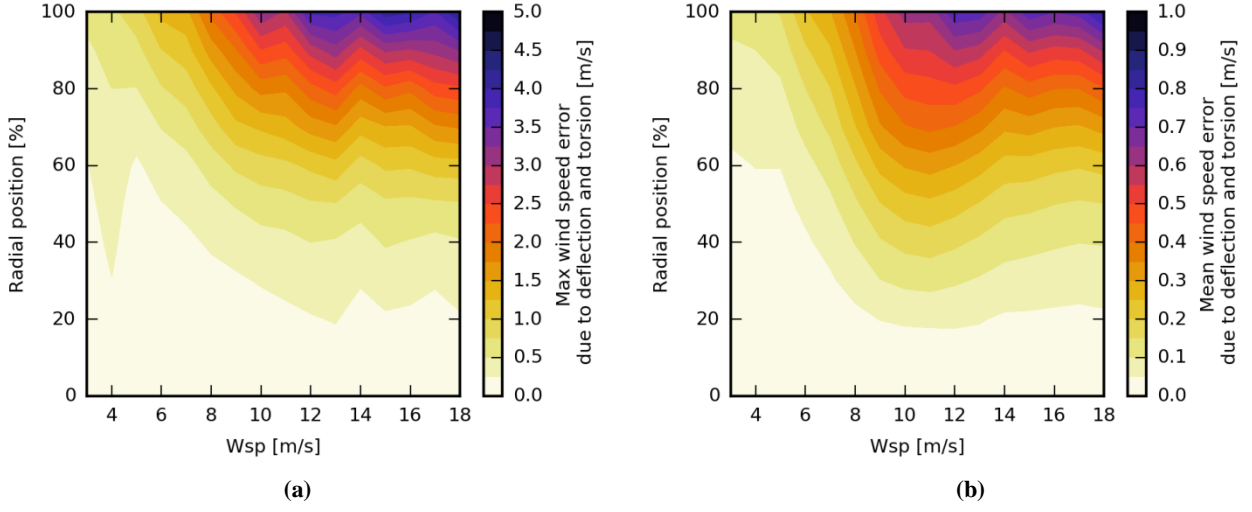 100
80
60
40
20
0
Radial position [%]
4 6 8 10 12 14 16 18
Wsp [m/s]
5.0
4.5
4.0
3.5
3.0
2.5
2.0
1.5
1.0
0.5
0.0
Max wind speed error
due to deflection and torsion [m/s]
(a)
100
80
60
40
20
0
Radial position [%]
4 6 8 10 12 14 16 18
Wsp [m/s]
1.0
0.9
0.8
0.7
0.6
0.5
0.4
0.3
0.2
0.1
0.0
Mean wind speed error
due to deflection and torsion [m/s]
(b)